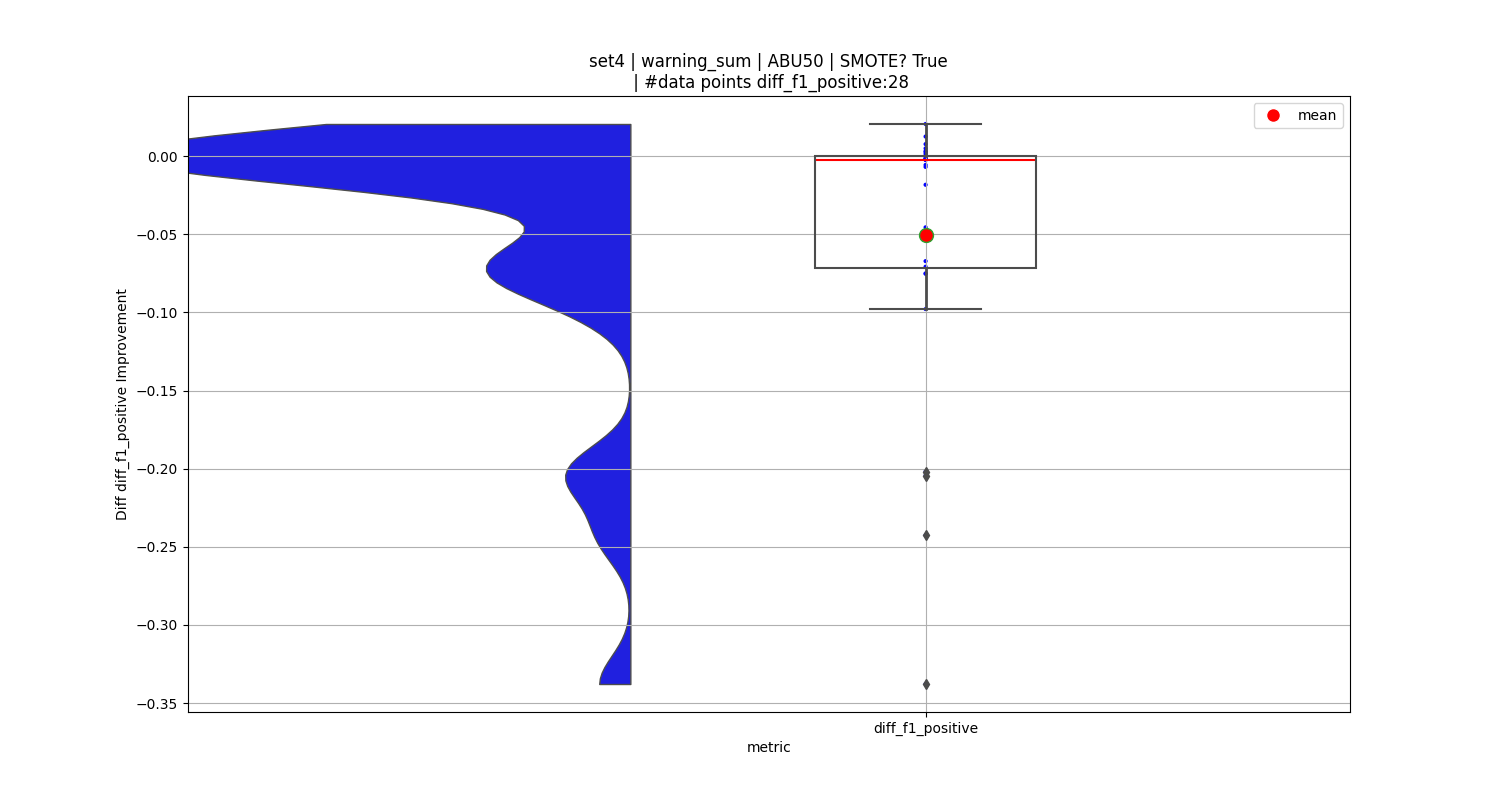 set4 | warning_sum | ABU50 | SMOTE? True
| #data points diff_f1_positive:28
mean
0.00
−0.05
−0.10
−0.15
−0.20
−0.25
−0.30
−0.35
Diff diff_f1_positive Improvement
diff_f1_positive
metric